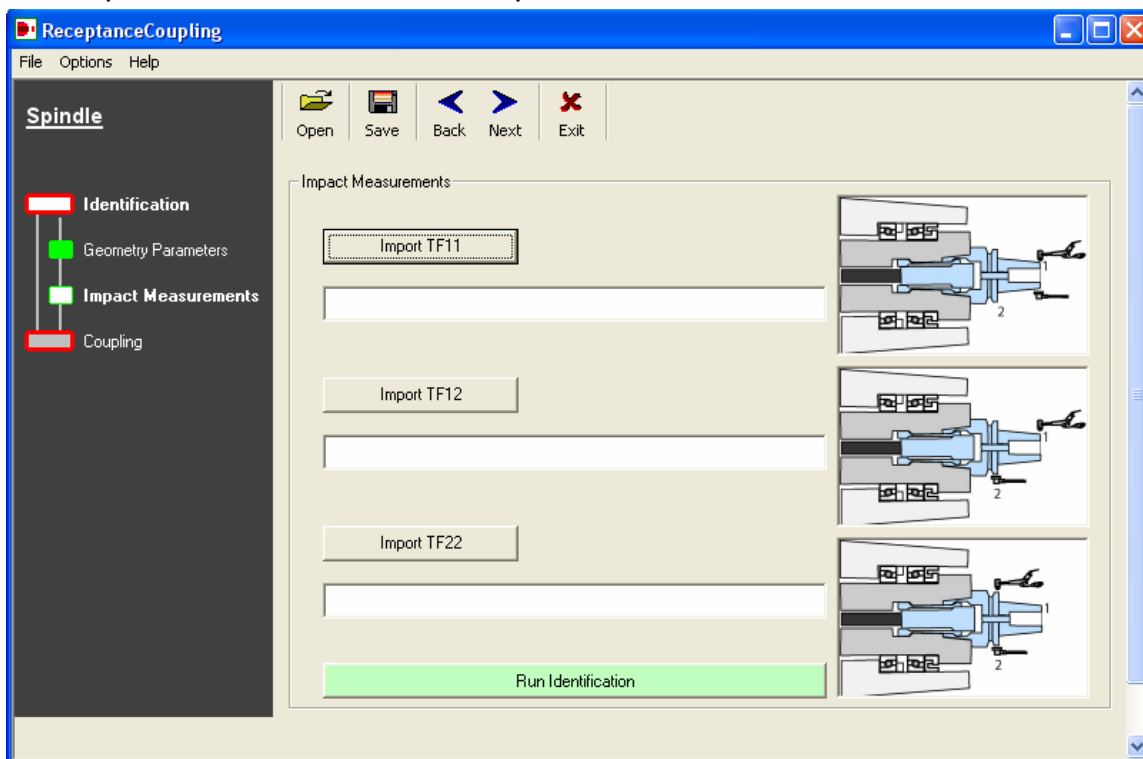 ReceptanceCoupling
File Options Help
Spindle
Open Save Back Next Exit
Identification
Geometry Parameters
Impact Measurements
Coupling
Impact Measurements
Import TF11
1
2
Import TF12
1
2
Import TF22
1
2
Run Identification